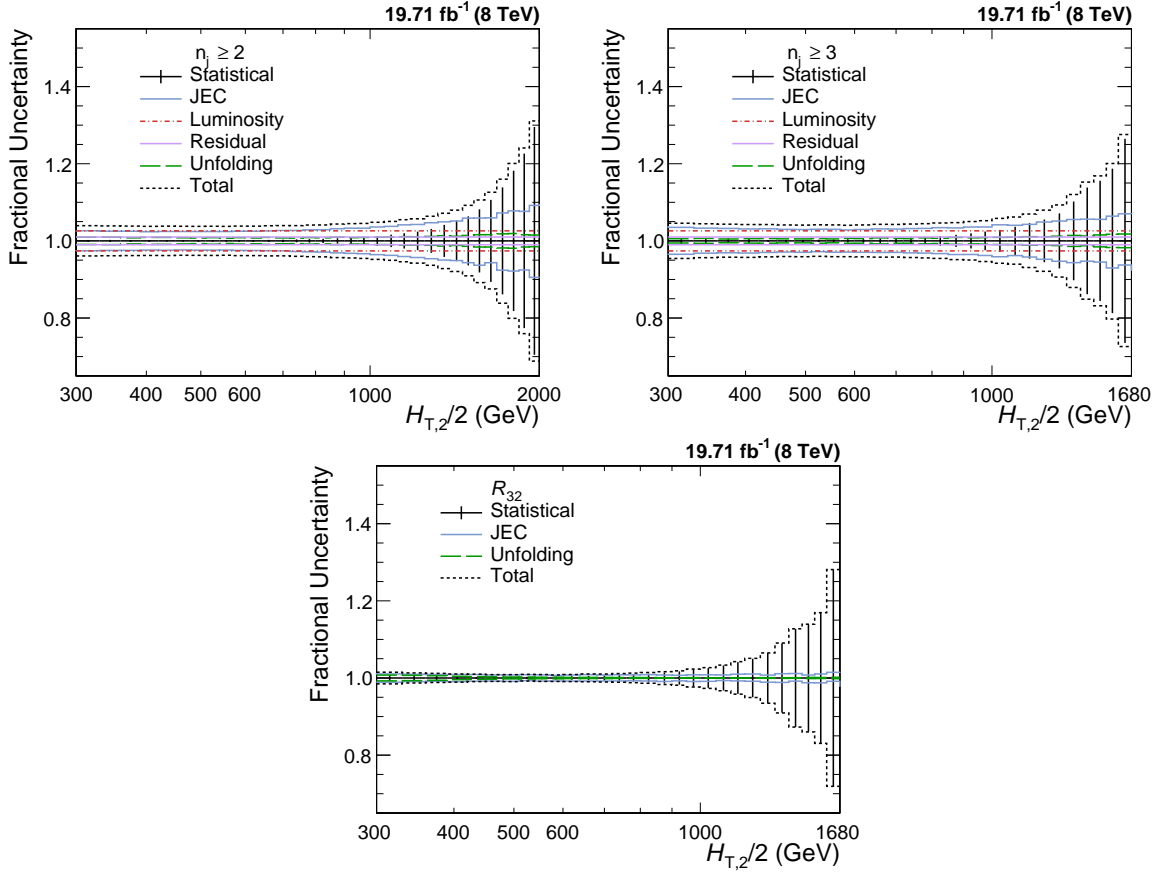 19.71 fb⁻¹ (8 TeV)
Fractional Uncertainty
n_j ≥ 2
Statistical
JEC
Luminosity
Residual
Unfolding
Total
1.4
1.2
1.0
0.8
300 400 500 600 1000 2000
H_T,2/2 (GeV)
19.71 fb⁻¹ (8 TeV)
Fractional Uncertainty
n_j ≥ 3
Statistical
JEC
Luminosity
Residual
Unfolding
Total
1.4
1.2
1.0
0.8
300 400 500 600 1000 1680
H_T,2/2 (GeV)
19.71 fb⁻¹ (8 TeV)
Fractional Uncertainty
R_32
Statistical
JEC
Unfolding
Total
1.4
1.2
1.0
0.8
300 400 500 600 1000 1680
H_T,2/2 (GeV)